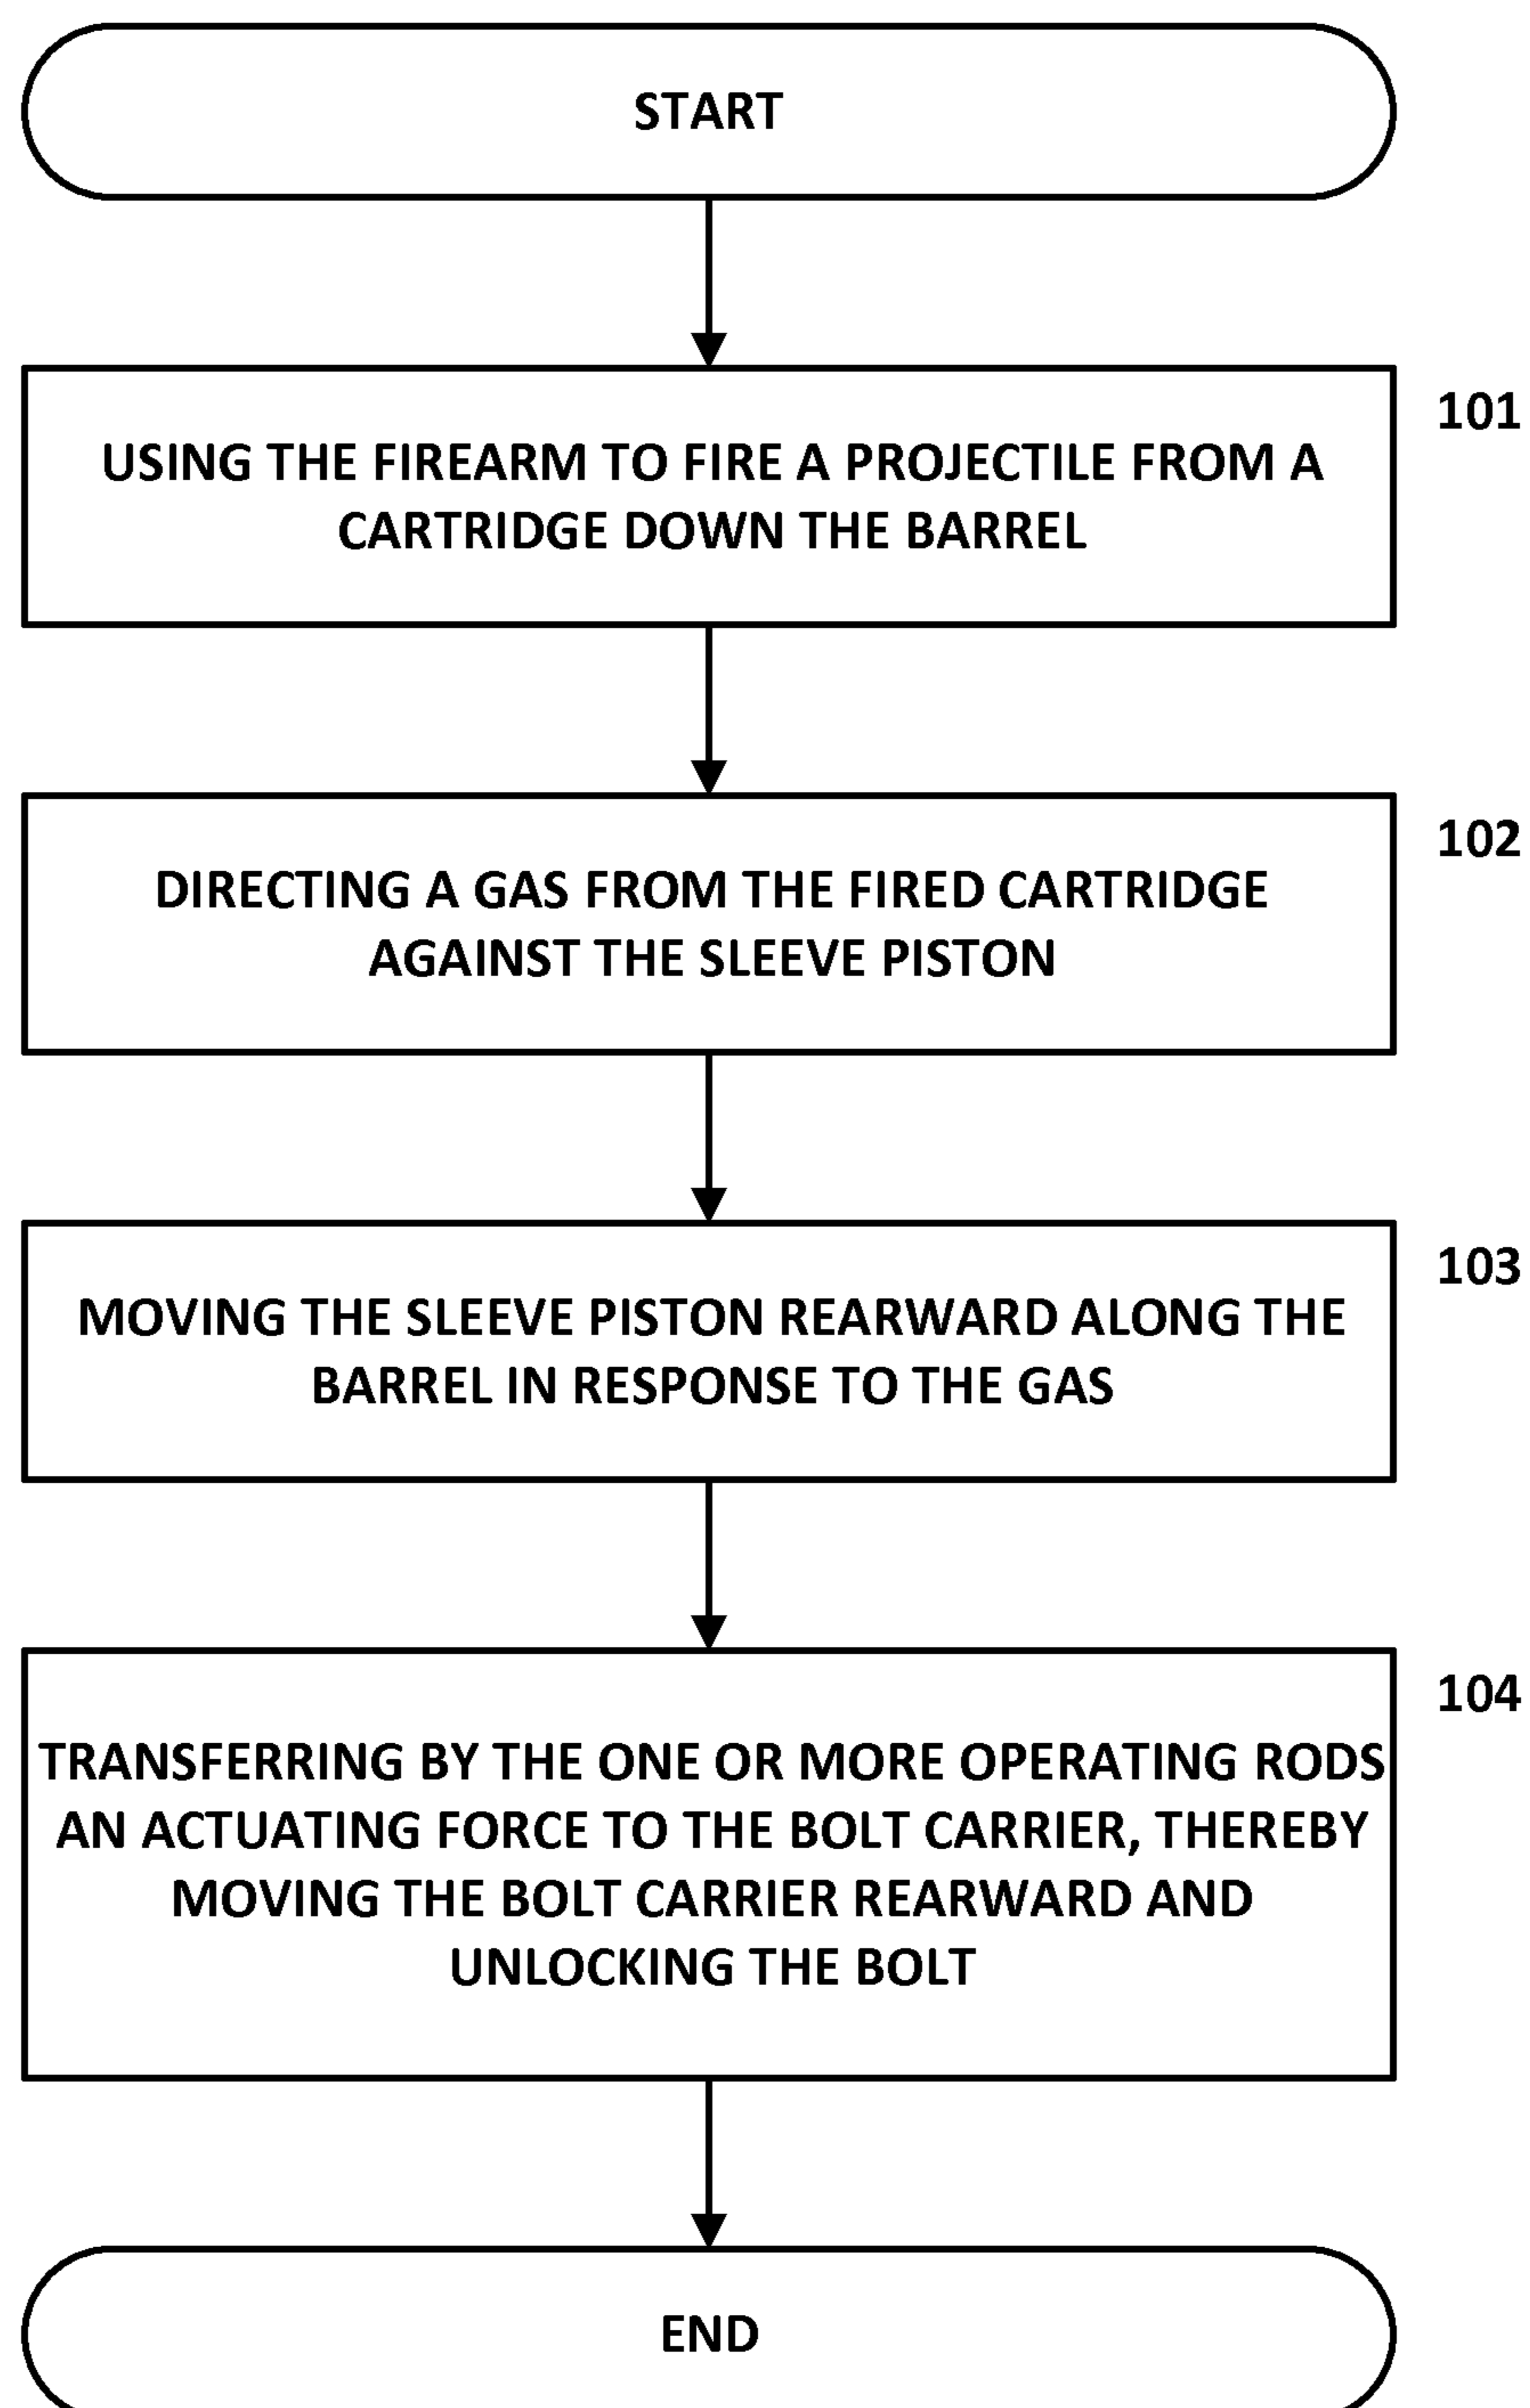 START
101
USING THE FIREARM TO FIRE A PROJECTILE FROM A
CARTRIDGE DOWN THE BARREL
102
DIRECTING A GAS FROM THE FIRED CARTRIDGE
AGAINST THE SLEEVE PISTON
103
MOVING THE SLEEVE PISTON REARWARD ALONG THE
BARREL IN RESPONSE TO THE GAS
104
TRANSFERRING BY THE ONE OR MORE OPERATING RODS
AN ACTUATING FORCE TO THE BOLT CARRIER, THEREBY
MOVING THE BOLT CARRIER REARWARD AND
UNLOCKING THE BOLT
END